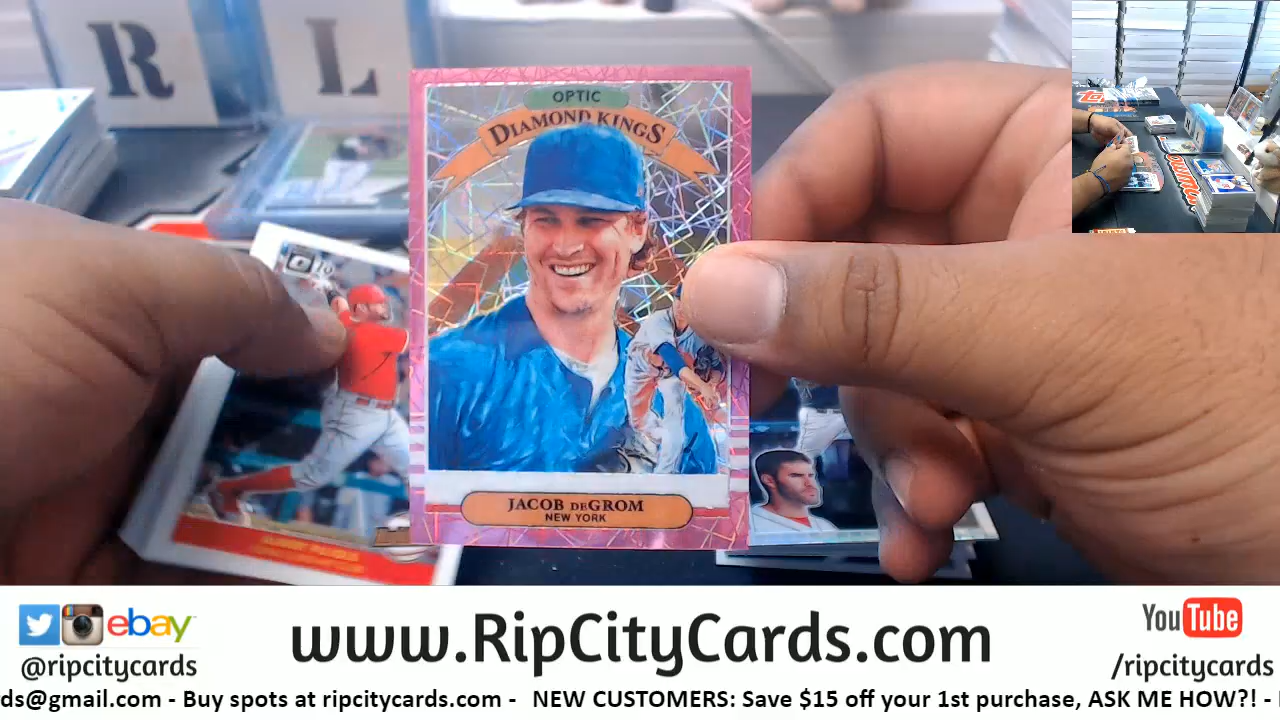 R L
OPTIC
DIAMOND KINGS
JACOB DEGROM
NEW YORK
ebay
www.RipCityCards.com
YouTube
@ripcitycards
/ripcitycards
ds@gmail.com - Buy spots at ripcitycards.com - NEW CUSTOMERS: Save $15 off your 1st purchase, ASK ME HOW?! -